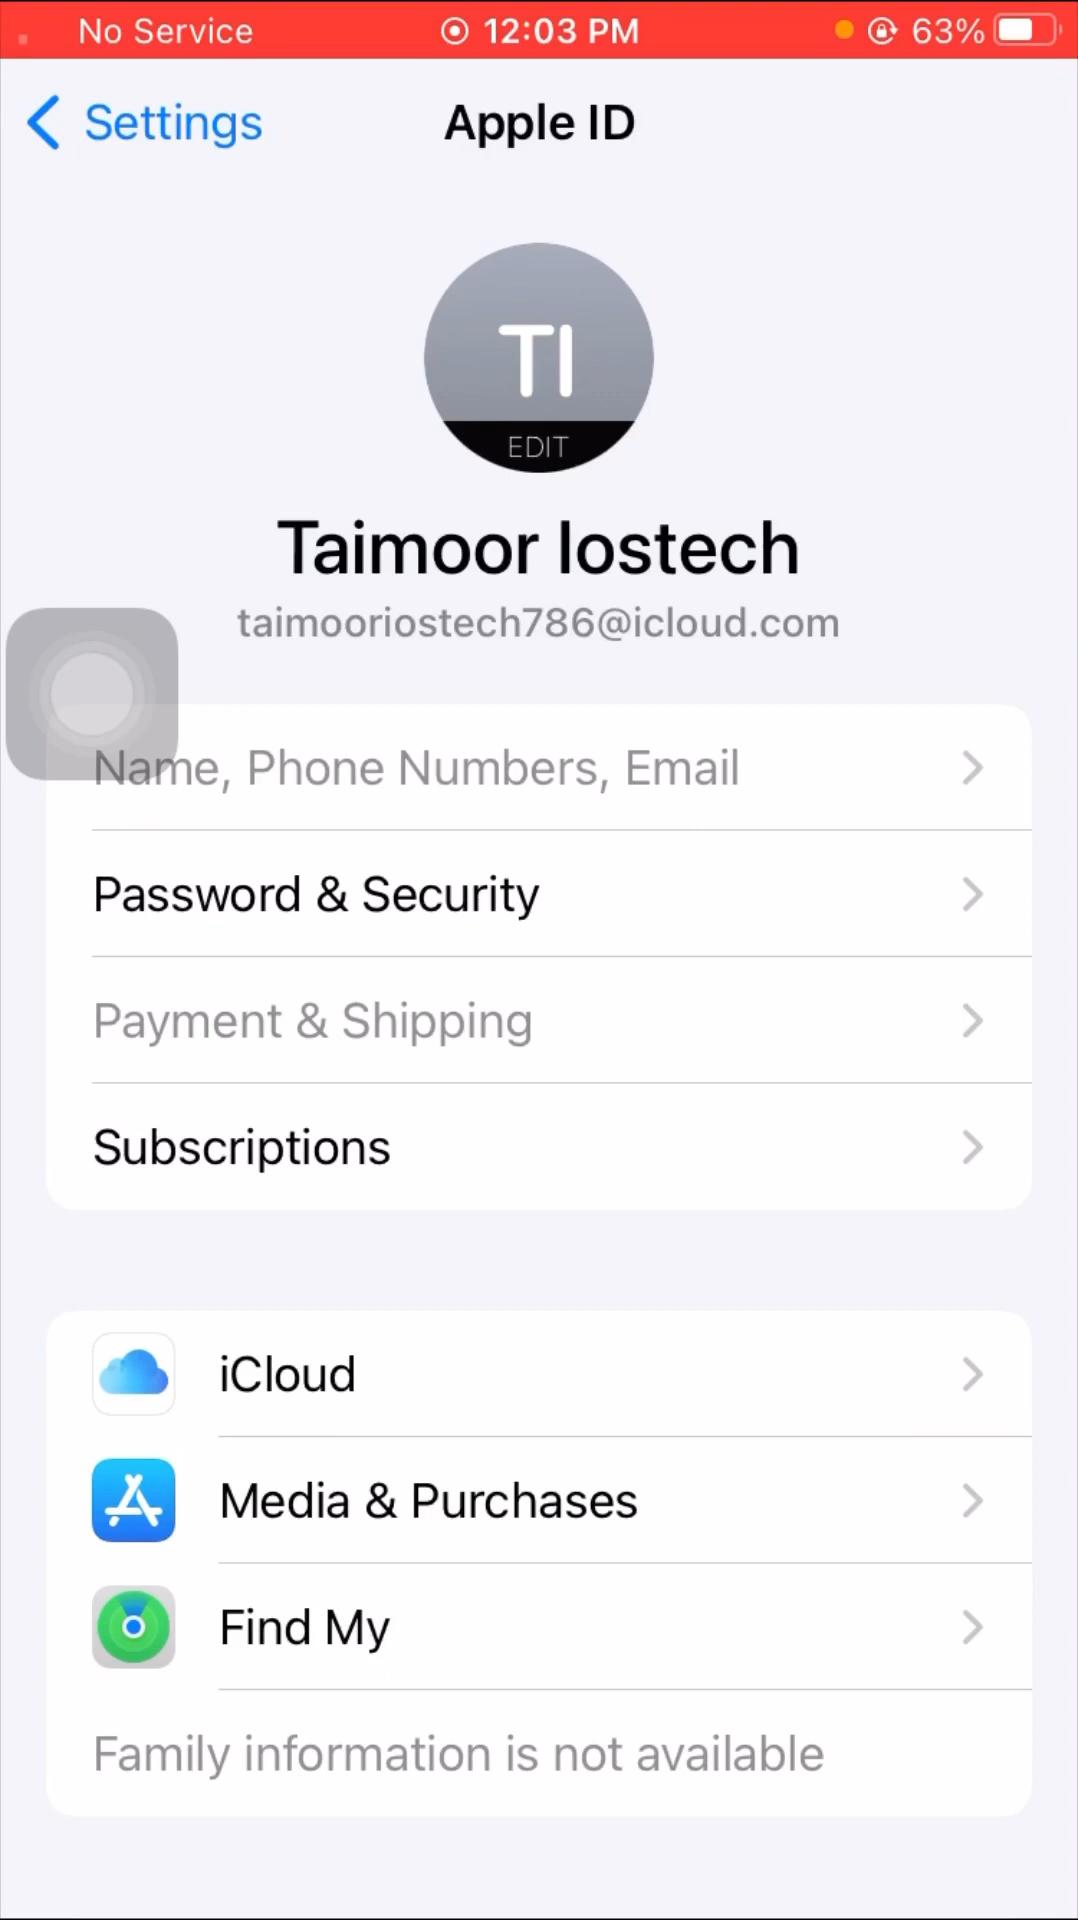 No Service 12:03 PM 63%
Settings Apple ID
TI
EDIT
Taimoor Iostech
taimooriostech786@icloud.com
Name, Phone Numbers, Email
Password & Security
Payment & Shipping
Subscriptions
iCloud
Media & Purchases
Find My
Family information is not available